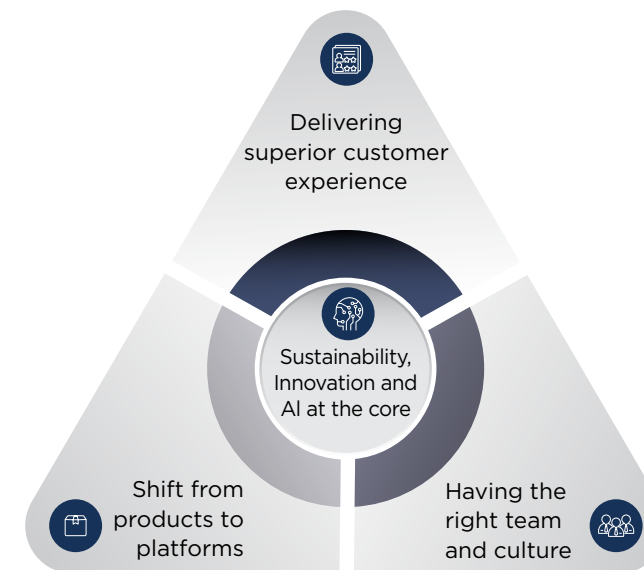 Delivering
superior customer
experience
Sustainability,
Innovation and
AI at the core
Shift from
products to
platforms
Having the
right team
and culture